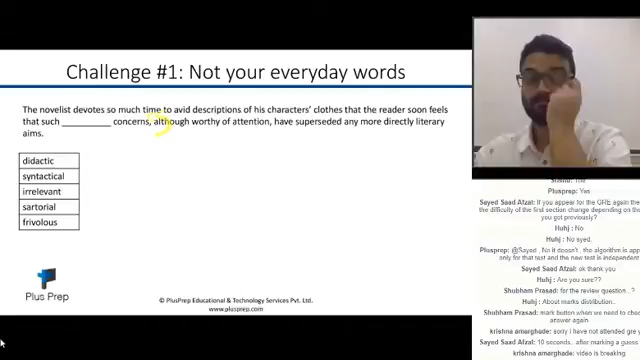 Challenge #1: Not your everyday words
The novelist devotes so much time to avid descriptions of his characters' clothes that the reader soon feels
that such __________ concerns, although worthy of attention, have superseded any more directly literary
aims.
didactic
syntactical
irrelevant
sartorial
frivolous
Plus Prep
© PlusPrep Educational & Technology Services Pvt. Ltd.
www.plusprep.com
Plusprep: Yes
Sayed Saad Afzal: If you appear for the GRE again the
the difficulty of the first section change depending on the
you got previously?
Huhj : No
Huhj : No syed.
Plusprep: @Sayed , No it doesn't, the algorithm is app
only for that test and the new test is independent
Sayed Saad Afzal: ok thank you
Huhj : Are you sure??
Shubham Prasad: for the review question..?
Huhj : About marks distribution..
Shubham Prasad: mark button when we need to chec
answer again
krishna amarghade: sorry I have not attended gre y
Sayed Saad Afzal: 10 seconds.. after marking a guess
krishna amarghade: video is breaking.